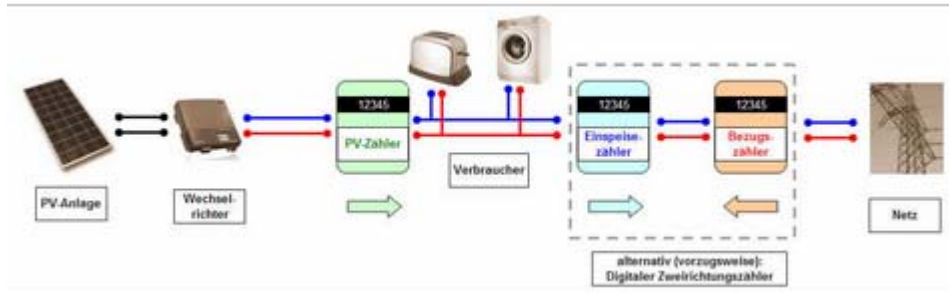 12345
PV-Zähler
12345
Einspeise-
zähler
12345
Bezugs-
zähler
Verbraucher
PV-Anlage
Wechsel-
richter
Netz
alternativ (vorzugsweise):
Digitaler Zweirichtungszähler